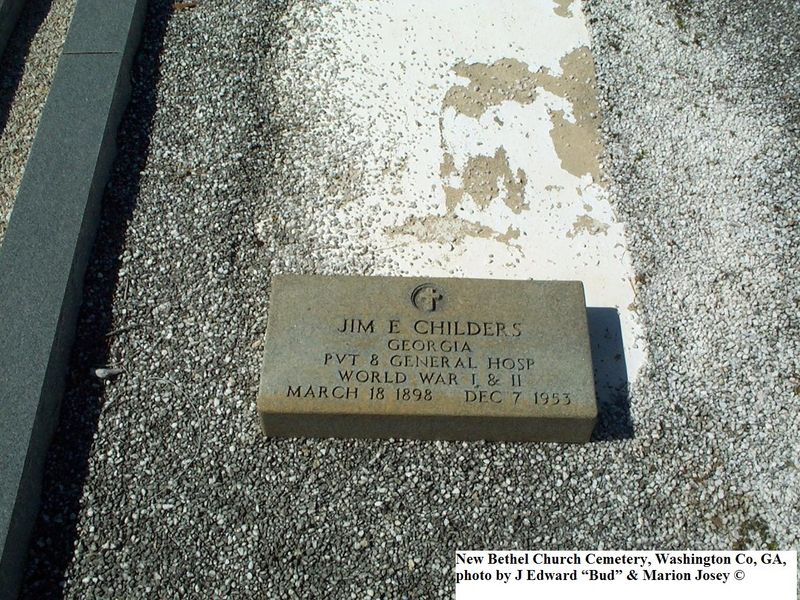 JIM E CHILDERS
GEORGIA
PVT 8 GENERAL HOSP
WORLD WAR I & II
MARCH 18 1898 DEC 7 1953
New Bethel Church Cemetery, Washington Co, GA,
photo by J Edward “Bud” & Marion Josey ©